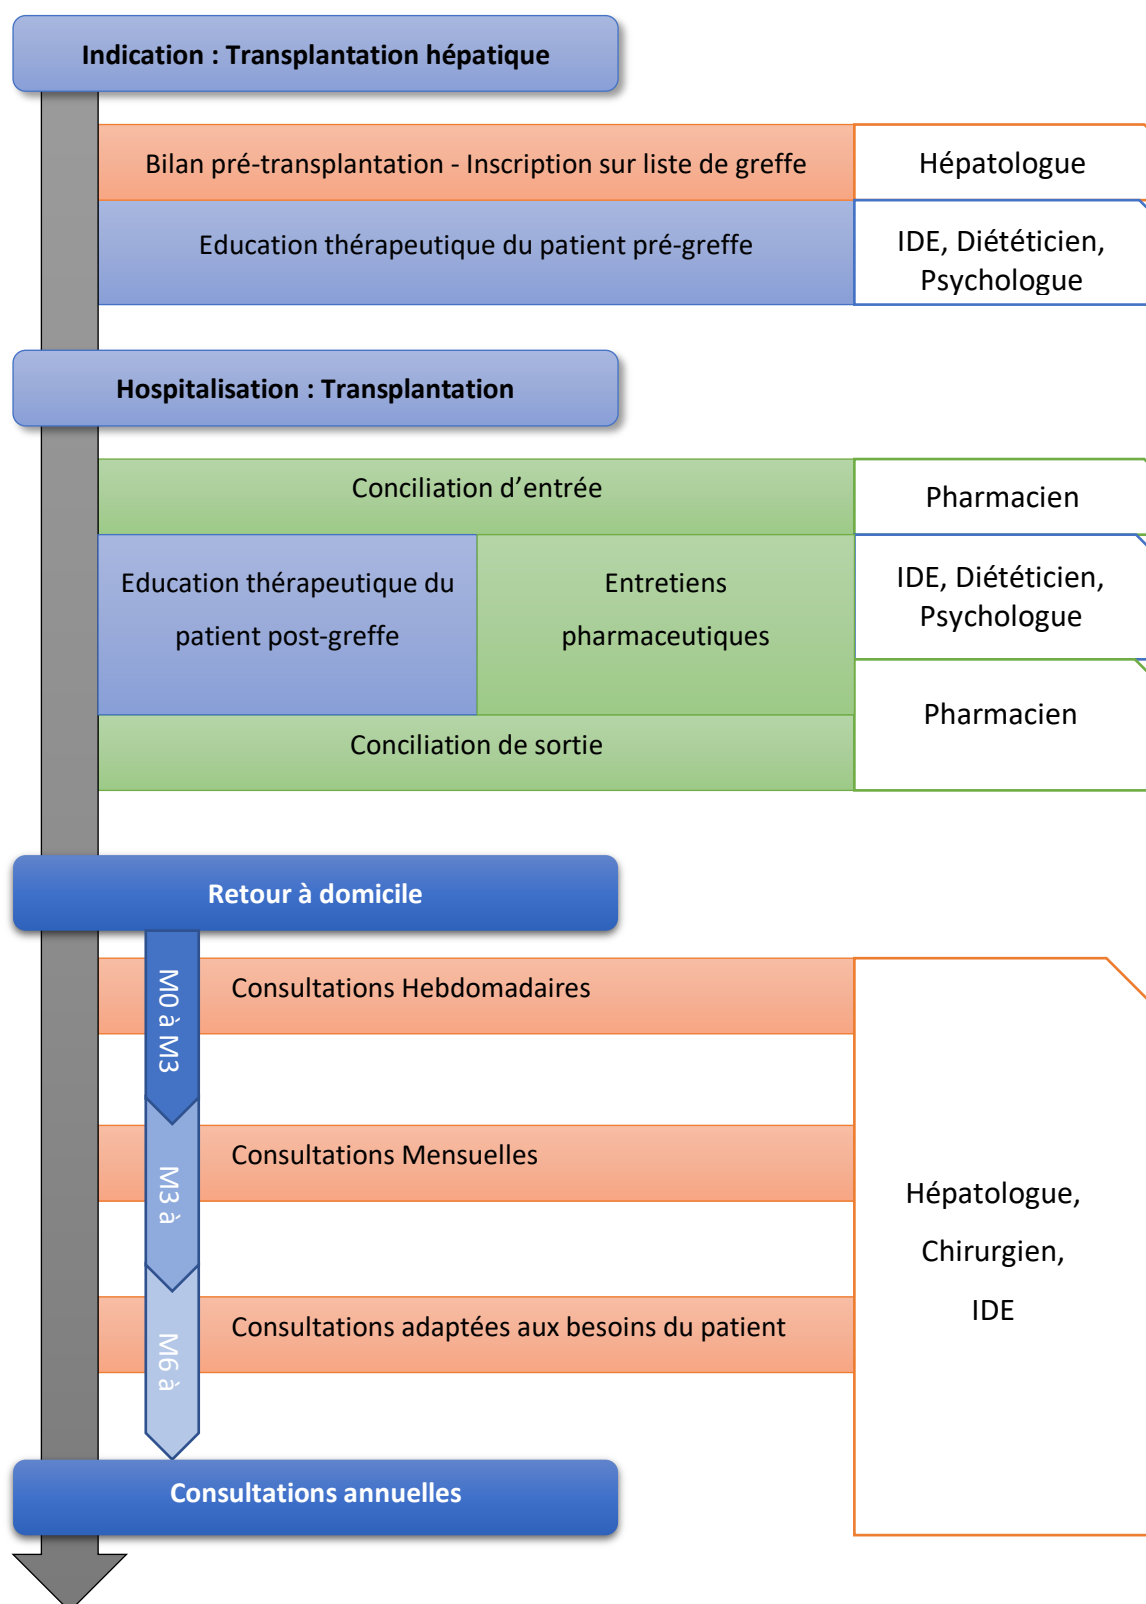 Indication : Transplantation hépatique
Bilan pré-transplantation - Inscription sur liste de greffe
Hépatologue
Education thérapeutique du patient pré-greffe
IDE, Diététicien,
Psychologue
Hospitalisation : Transplantation
Conciliation d’entrée
Pharmacien
Education thérapeutique du
patient post-greffe
Entretiens
pharmaceutiques
IDE, Diététicien,
Psychologue
Pharmacien
Conciliation de sortie
Retour à domicile
M0 à M3
Consultations Hebdomadaires
M3 à
Consultations Mensuelles
Hépatologue,
Chirurgien,
IDE
M6 à
Consultations adaptées aux besoins du patient
Consultations annuelles